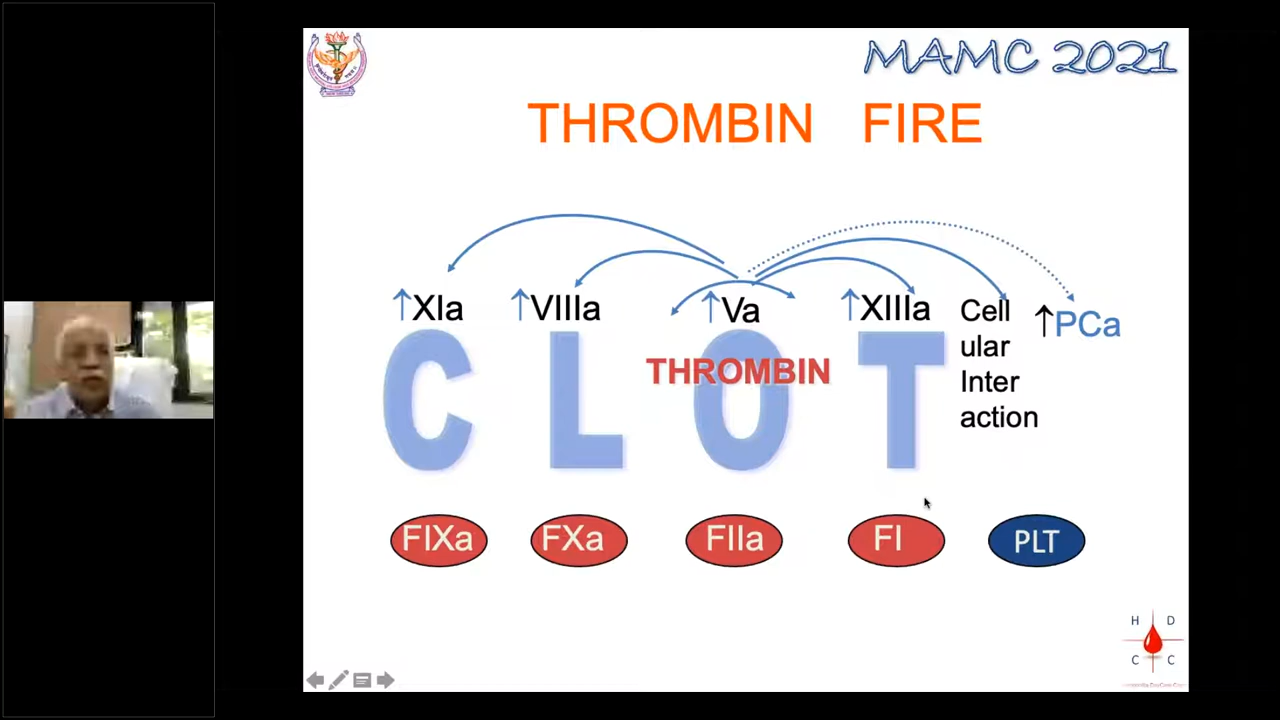 MAMC 2021
THROMBIN FIRE
↑XIa ↑VIIIa ↑Va ↑XIIIa
Cell
ular
Inter
action
↑PCa
THROMBIN
CLOT
FIXa FXa FIIa FI PLT
H D
C C